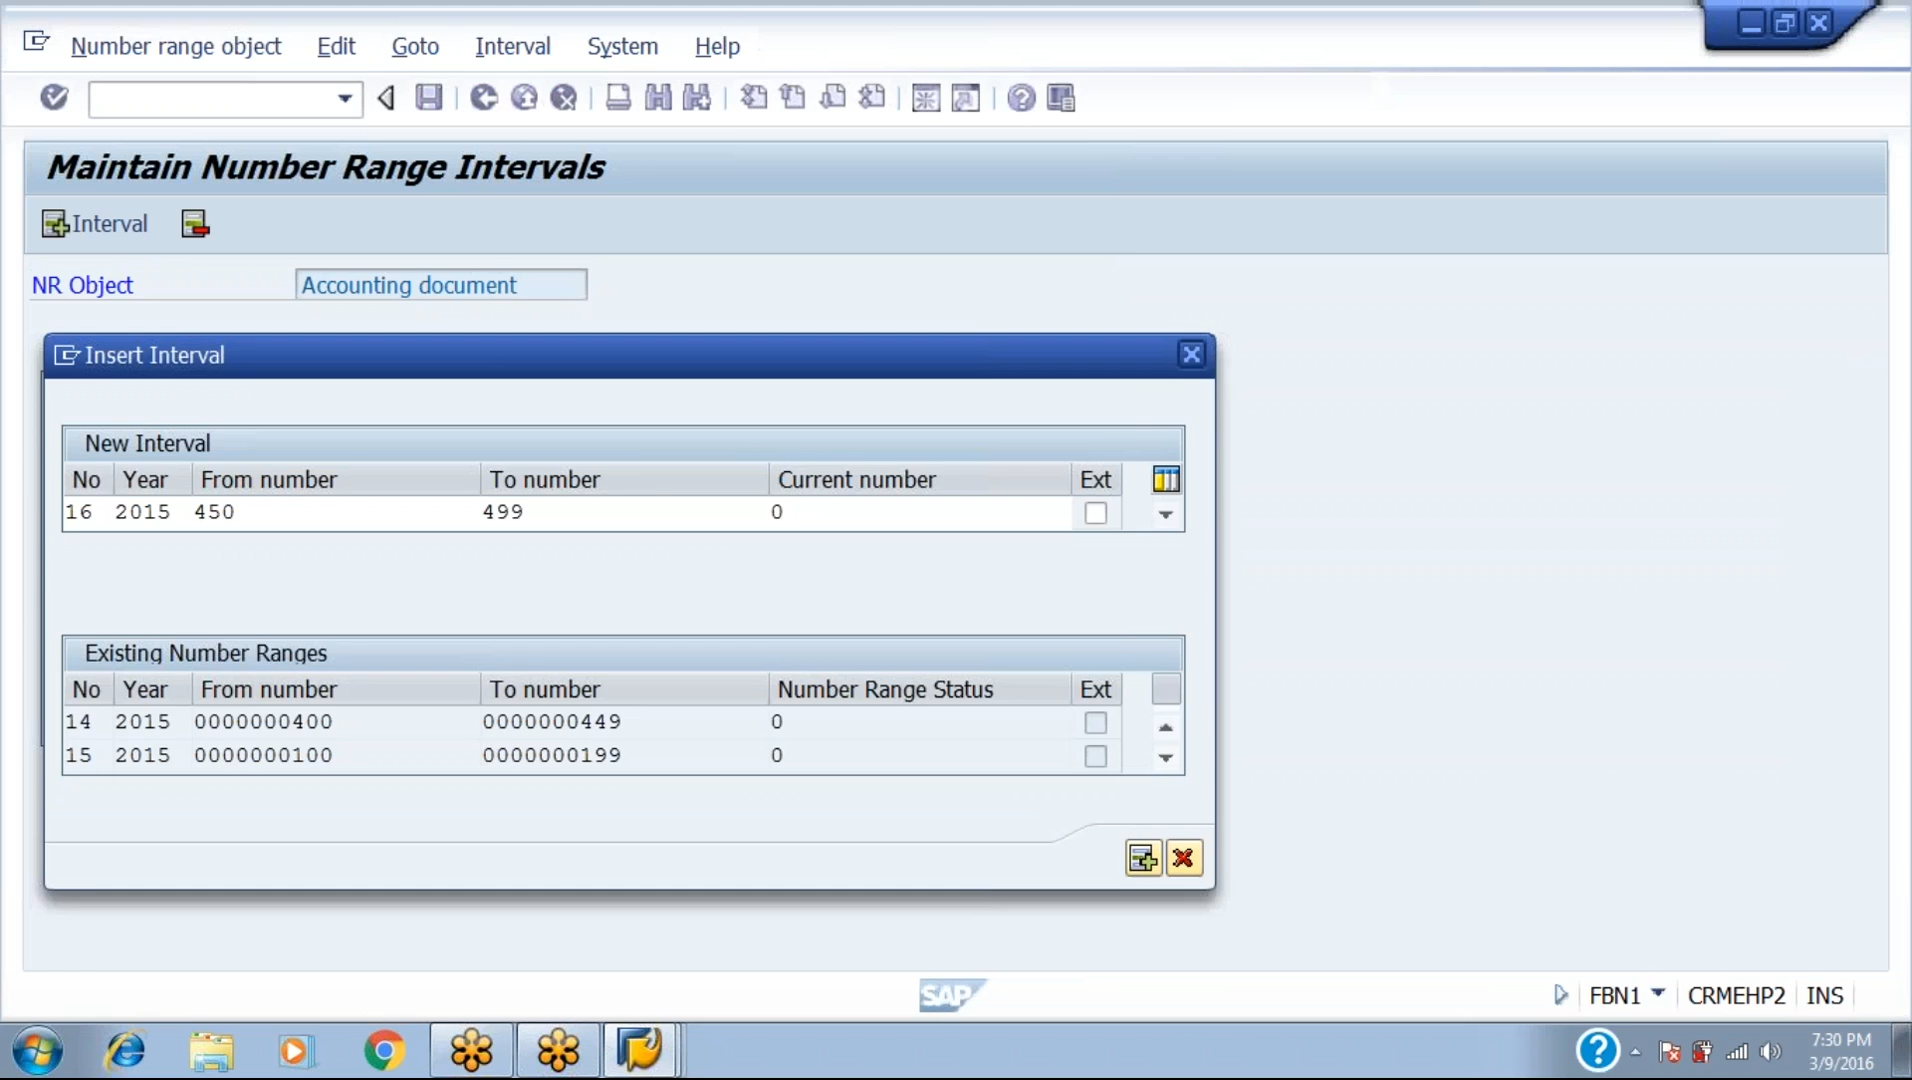 Number range object Edit Goto Interval System Help
Maintain Number Range Intervals
Interval
NR Object Accounting document
Insert Interval
New Interval
No Year From number To number Current number Ext
16 2015 450 499 0
Existing Number Ranges
No Year From number To number Number Range Status Ext
14 2015 0000000400 0000000449 0
15 2015 0000000100 0000000199 0
SAP FBN1 CRMEHP2 INS
7:30 PM
3/9/2016